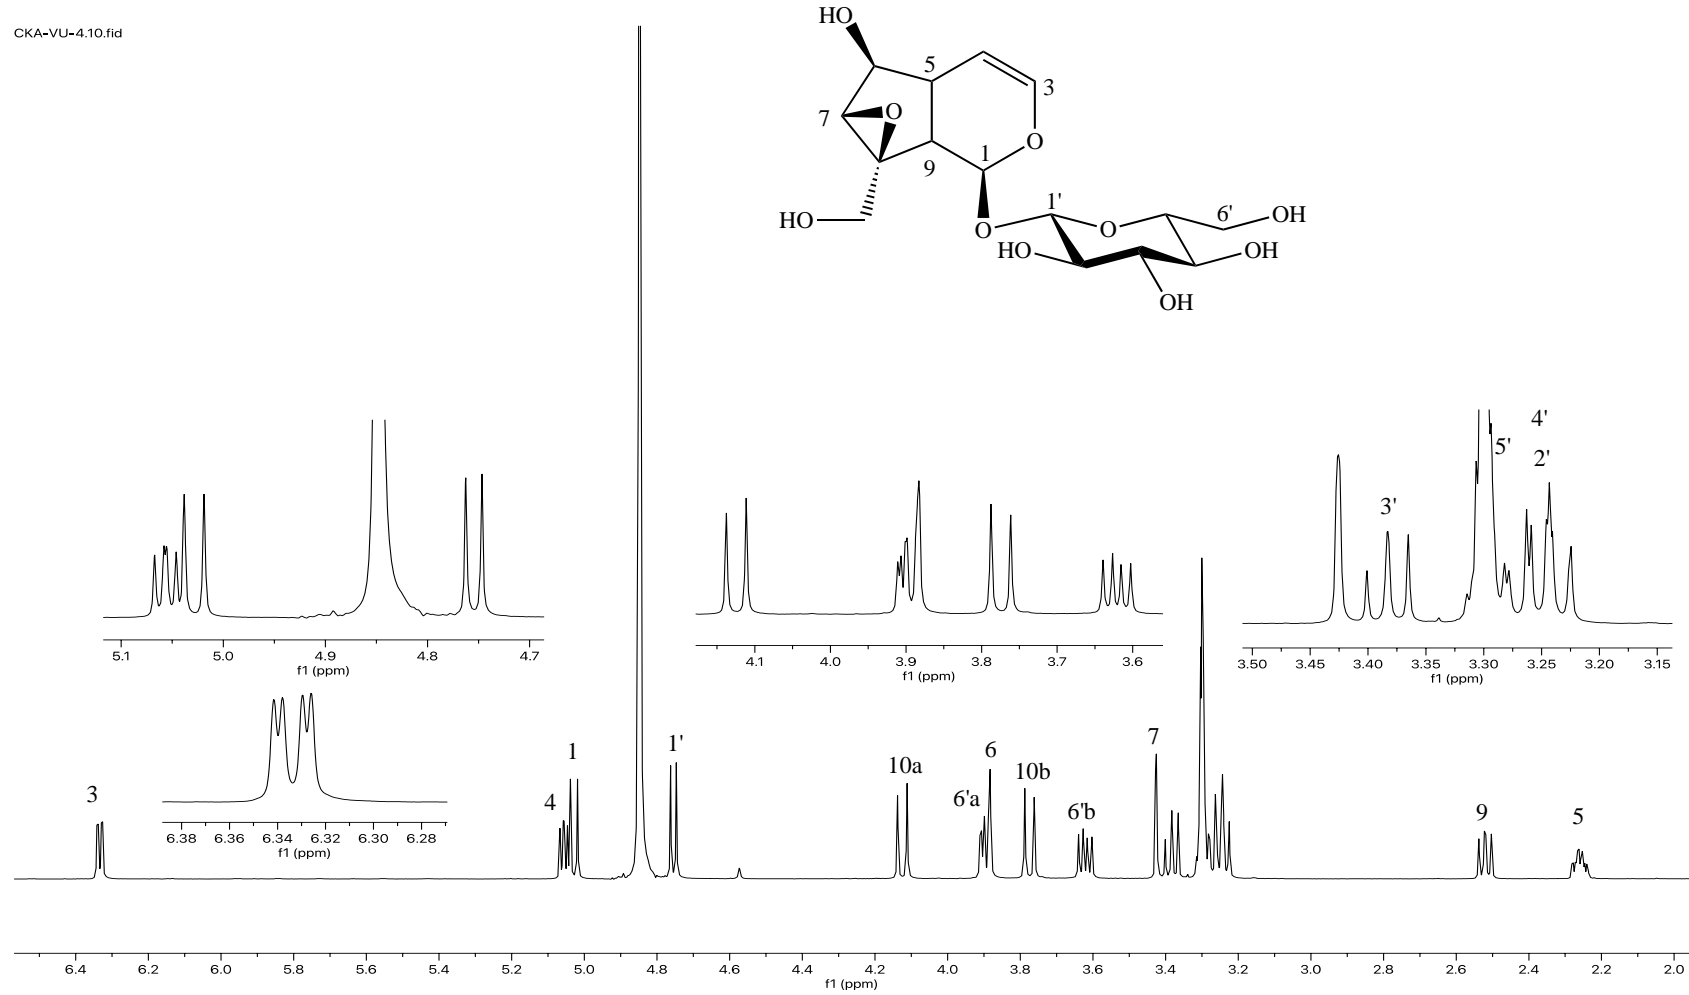 CKA-VU-4.10.fid
HO
5
3
7
O
O
9
1
HO
O
1'
O
6'
OH
HO
OH
OH
4'
5'
2'
3'
5.1 5.0 4.9 4.8 4.7
f1 (ppm)
4.1 4.0 3.9 3.8 3.7 3.6
f1 (ppm)
3.50 3.45 3.40 3.35 3.30 3.25 3.20 3.15
f1 (ppm)
6.38 6.36 6.34 6.32 6.30 6.28
f1 (ppm)
3 4 1 1' 10a 6'a 6 10b 6'b 7 9 5
6.4 6.2 6.0 5.8 5.6 5.4 5.2 5.0 4.8 4.6 4.4 4.2 4.0 3.8 3.6 3.4 3.2 3.0 2.8 2.6 2.4 2.2 2.0
f1 (ppm)